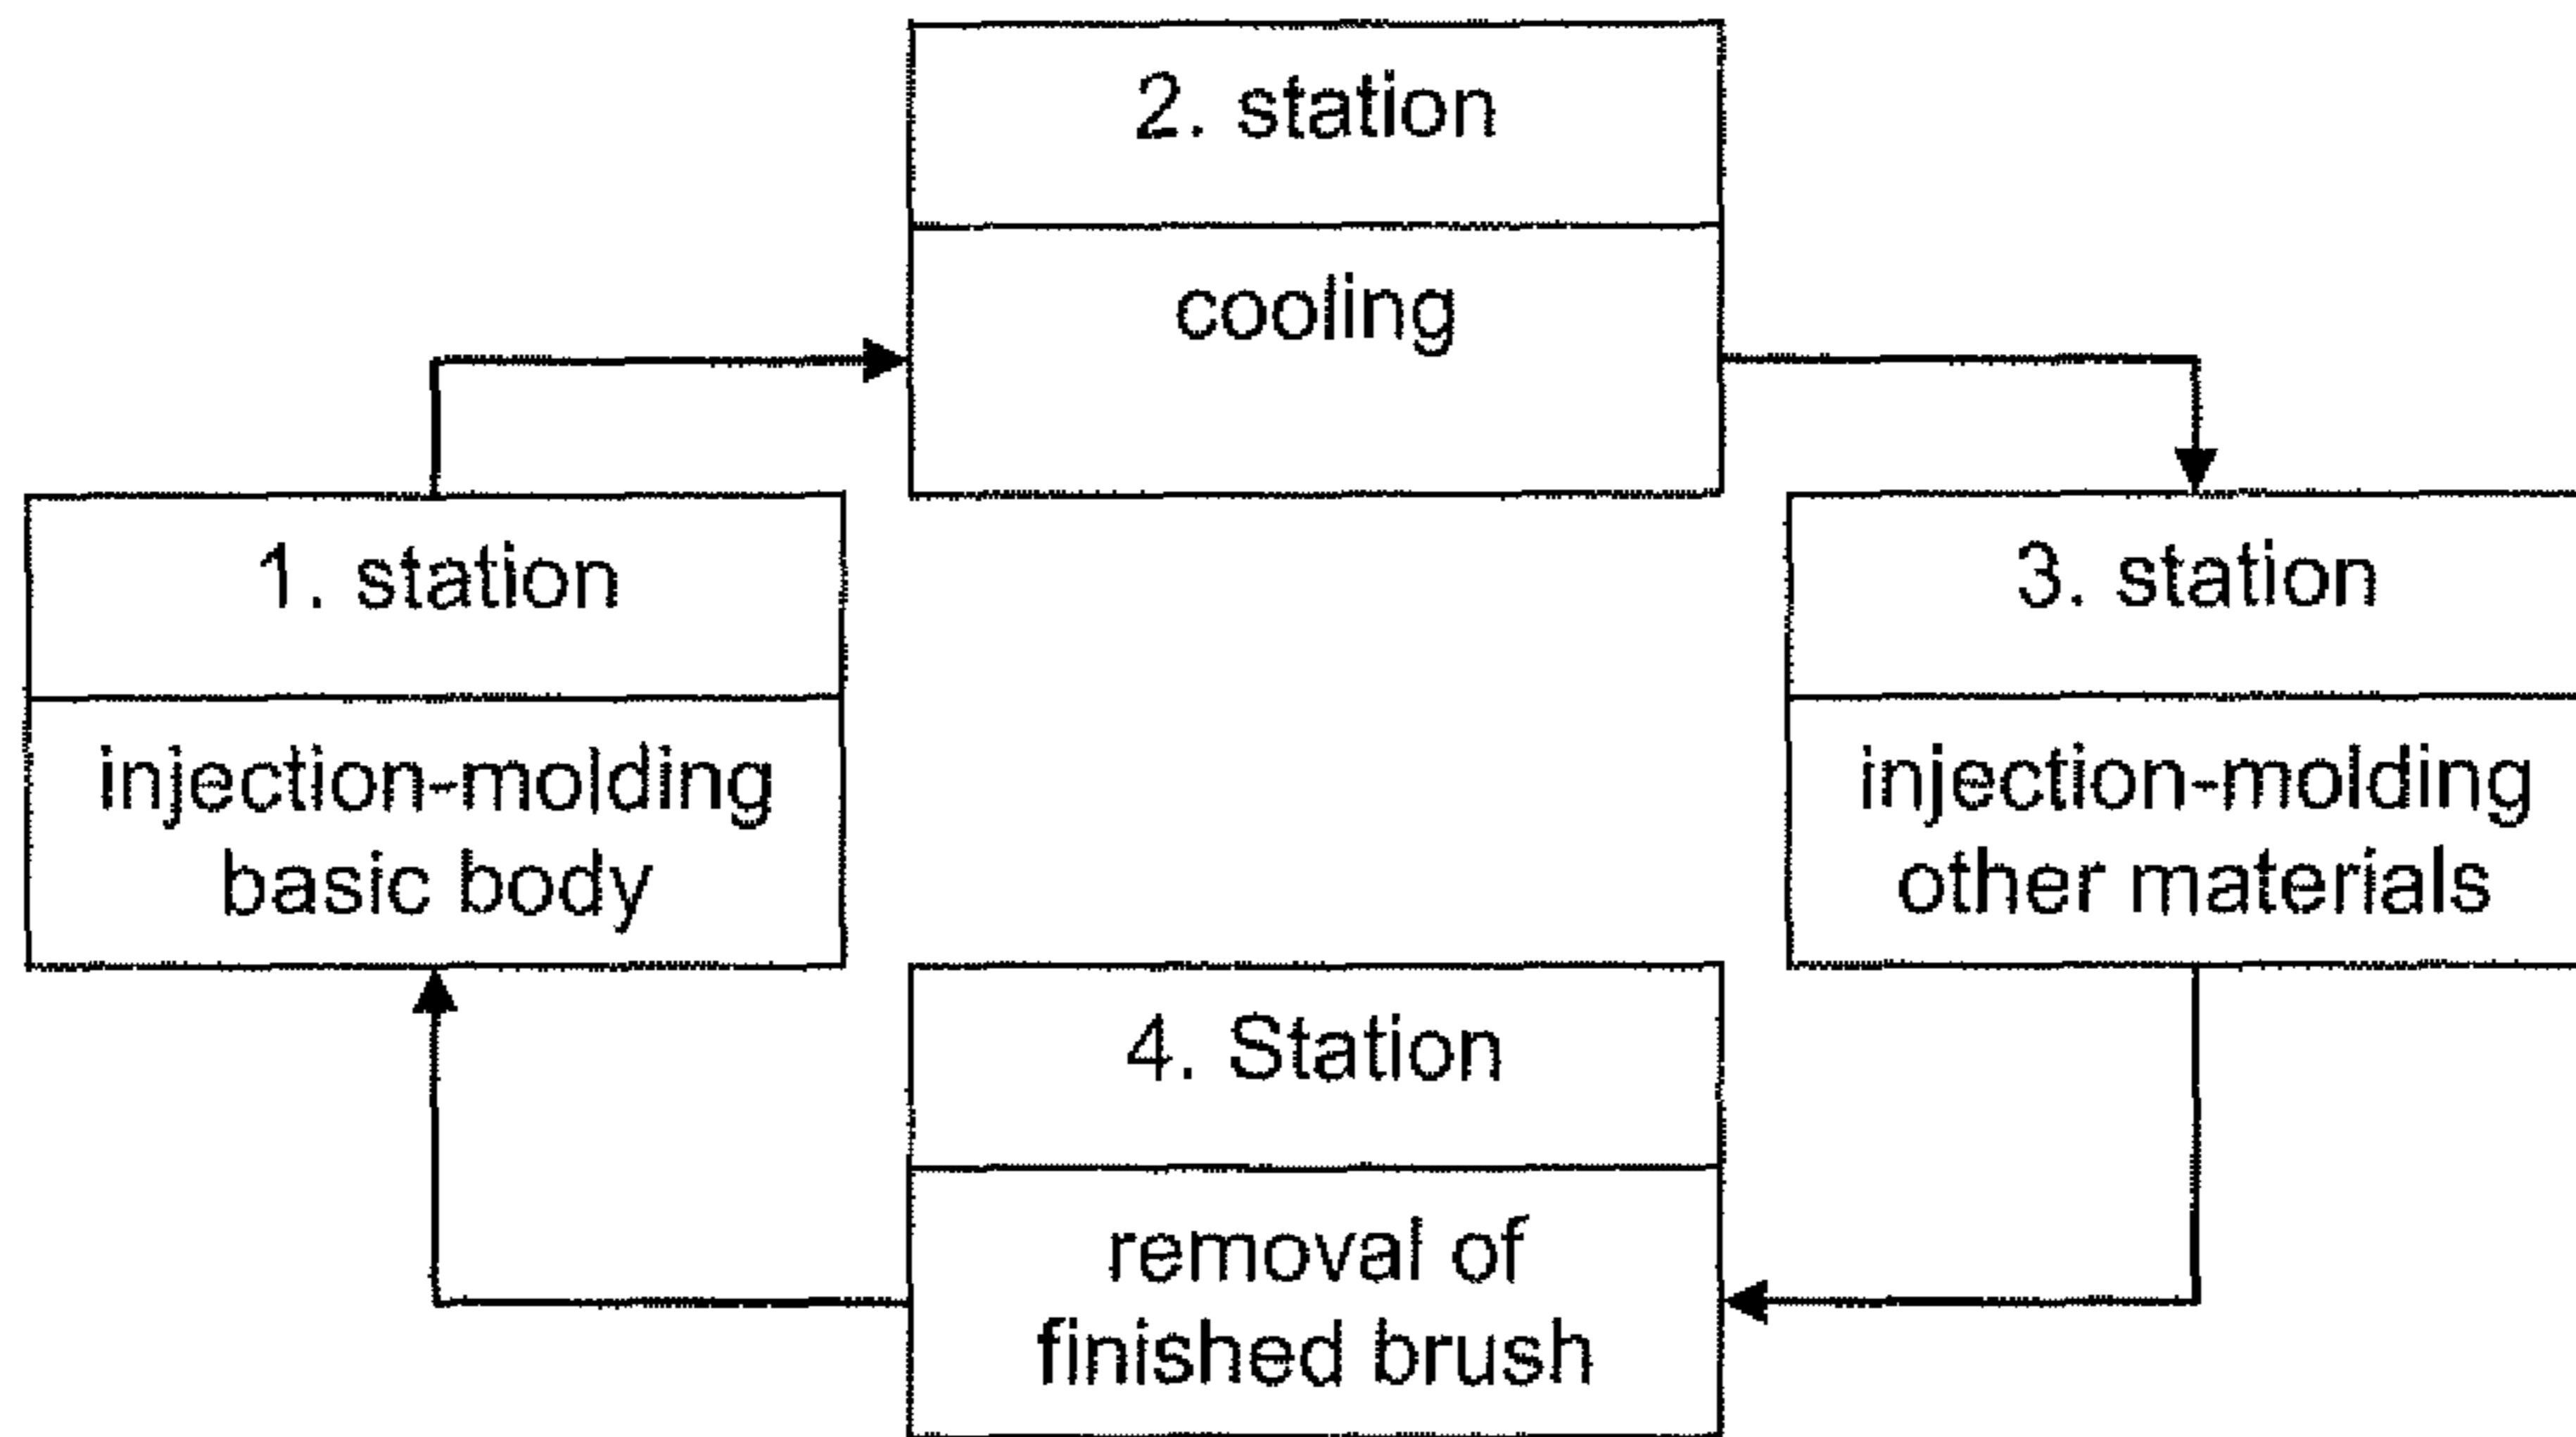 2. station
cooling
1. station
injection-molding
basic body
3. station
injection-molding
other materials
4. Station
removal of
finished brush